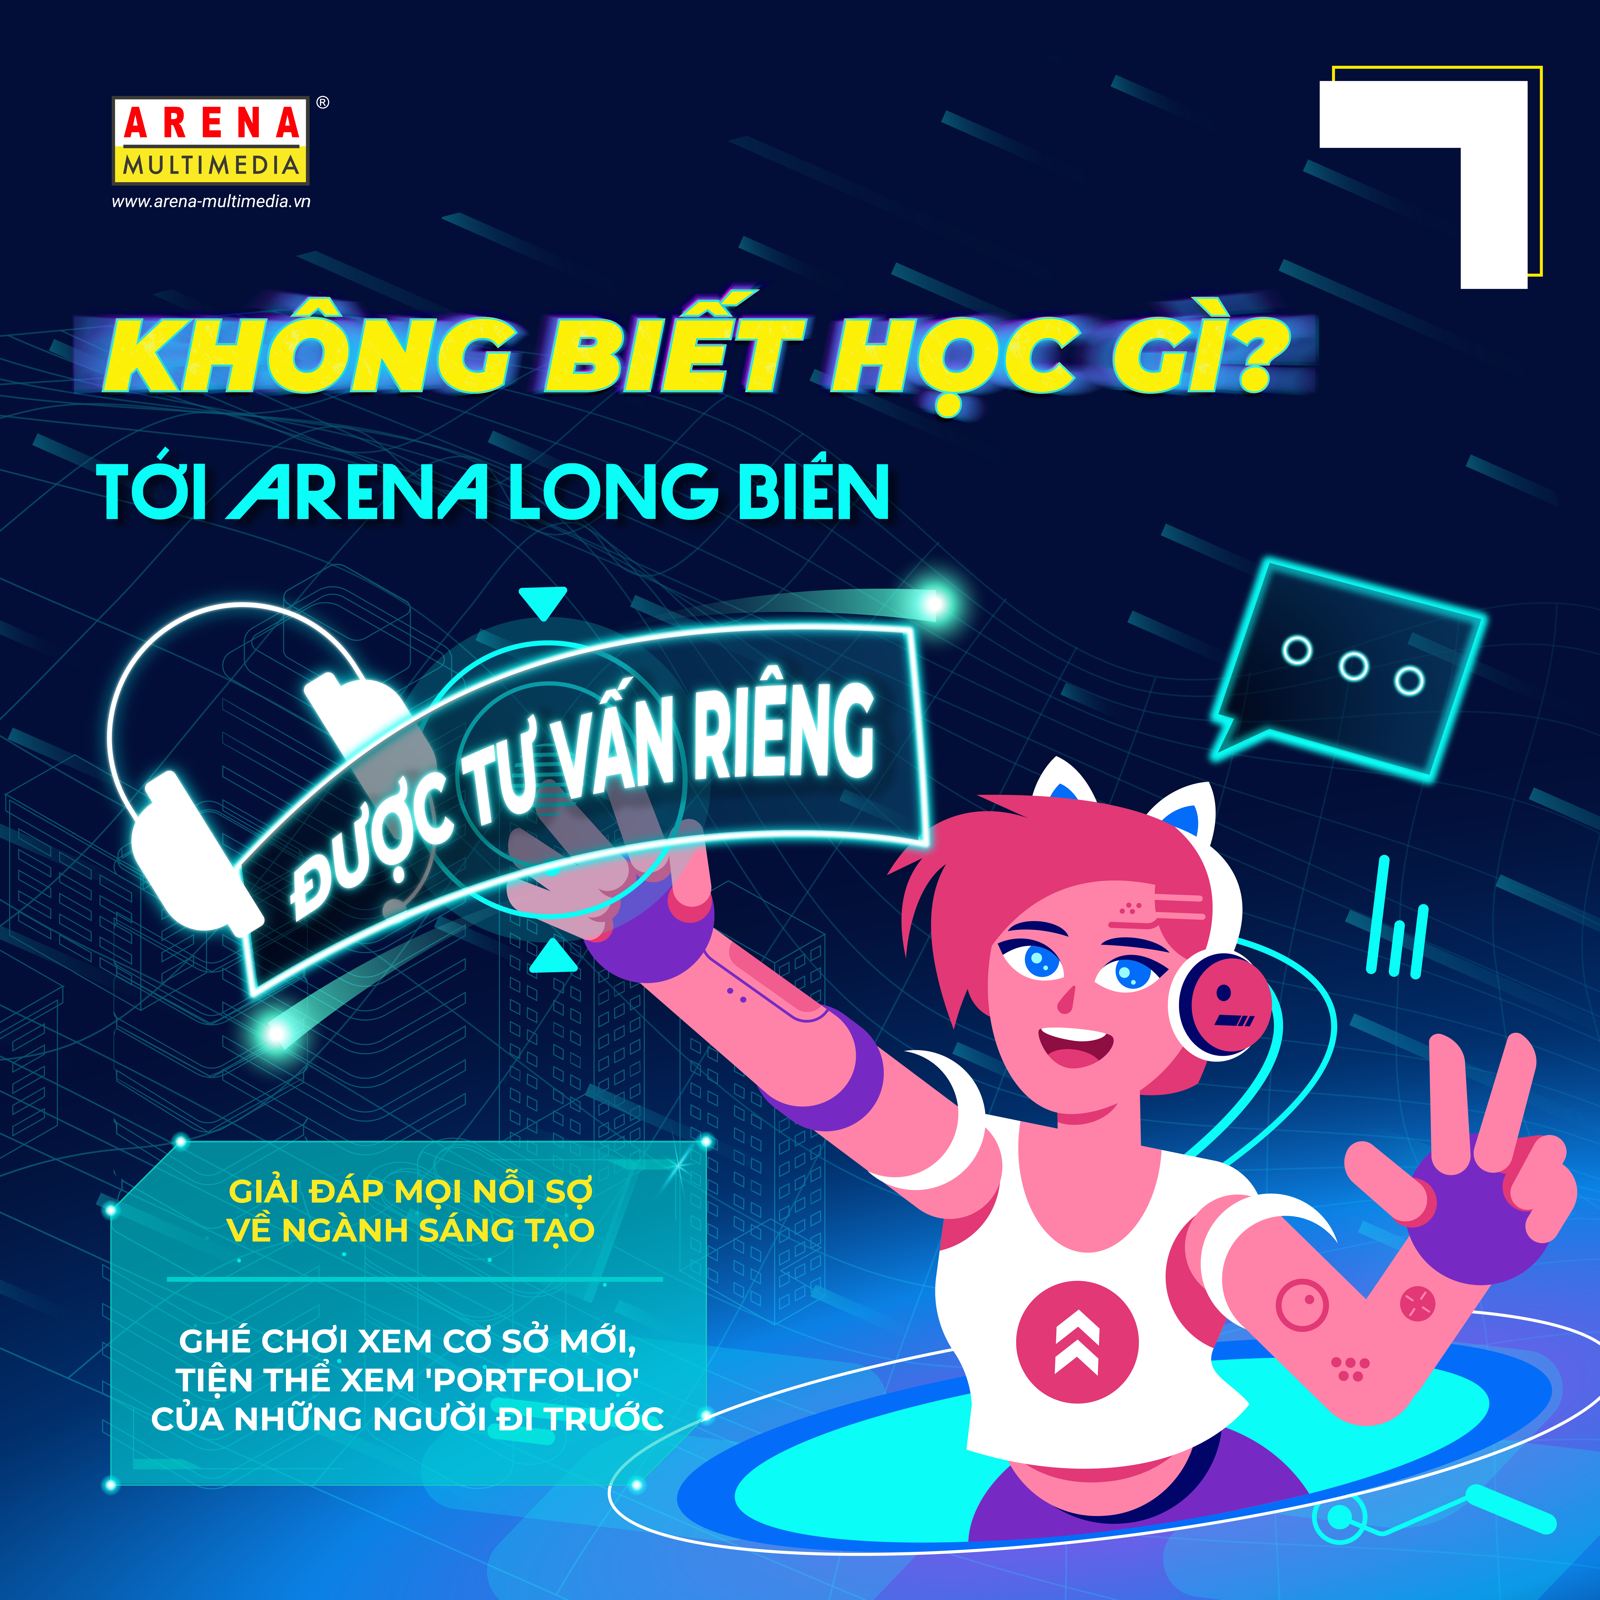 ARENA ®
MULTIMEDIA
www.arena-multimedia.vn
KHÔNG BIẾT HỌC GÌ?
TỚI ARENA LONG BIÊN
ĐƯỢC TƯ VẤN RIÊNG
GIẢI ĐÁP MỌI NỖI SỢ
VỀ NGÀNH SÁNG TẠO
GHÉ CHƠI XEM CƠ SỞ MỚI,
TIỆN THỂ XEM 'PORTFOLIO'
CỦA NHỮNG NGƯỜI ĐI TRƯỚC